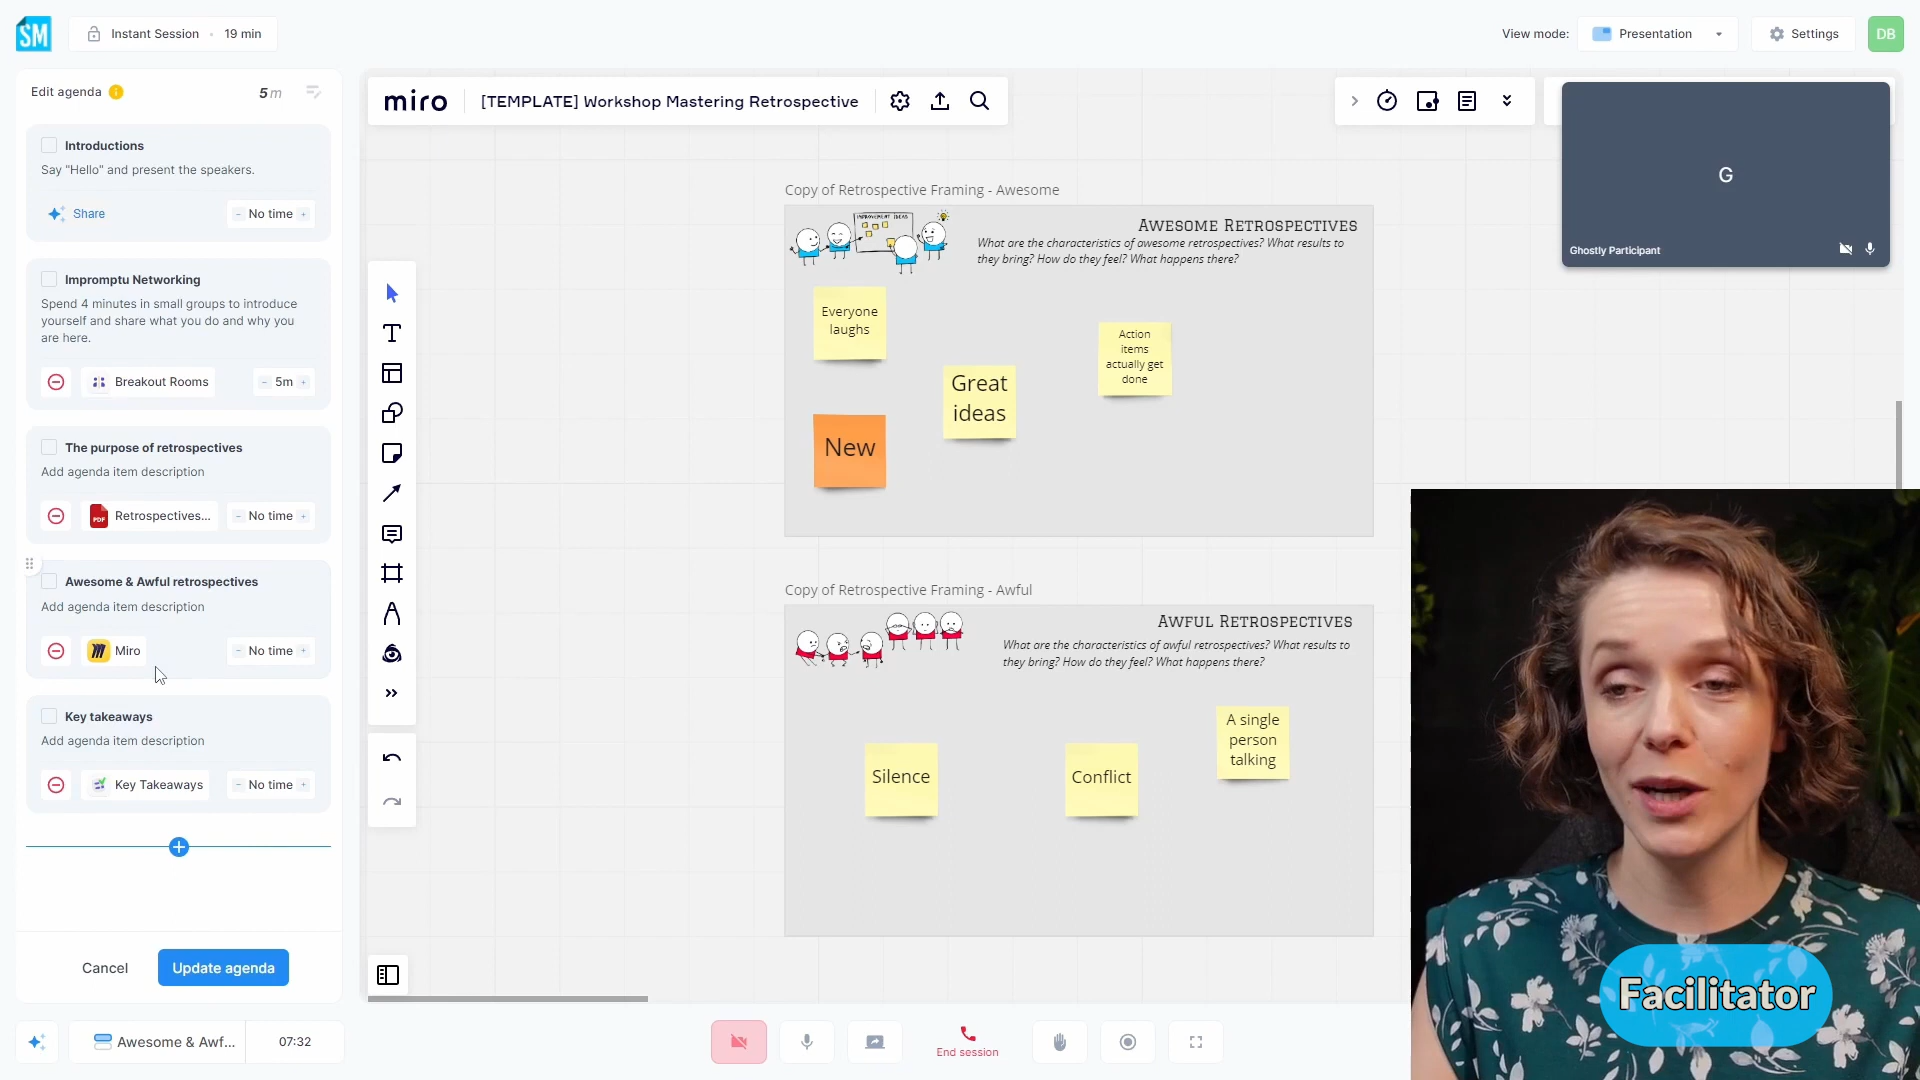 SM
Instant Session • 19 min
View mode:
Presentation
Settings
DB
Edit agenda
5 m
Introductions
Say "Hello" and present the speakers.
Share
- No time +
Impromptu Networking
Spend 4 minutes in small groups to introduce
yourself and share what you do and why you
are here.
Breakout Rooms
- 5m +
The purpose of retrospectives
Add agenda item description
PDF
Retrospectives...
- No time +
Awesome & Awful retrospectives
Add agenda item description
Miro
- No time +
Key takeaways
Add agenda item description
Key Takeaways
- No time +
Cancel
Update agenda
Awesome & Awf...
07:32
miro
[TEMPLATE] Workshop Mastering Retrospective
Copy of Retrospective Framing - Awesome
IMPROVEMENT IDEAS
Awesome Retrospectives
What are the characteristics of awesome retrospectives? What results to
they bring? How do they feel? What happens there?
Everyone
laughs
Great
ideas
Action
items
actually get
done
New
Copy of Retrospective Framing - Awful
Awful Retrospectives
What are the characteristics of awful retrospectives? What results to
they bring? How do they feel? What happens there?
Silence
Conflict
A single
person
talking
G
Ghostly Participant
End session
Facilitator